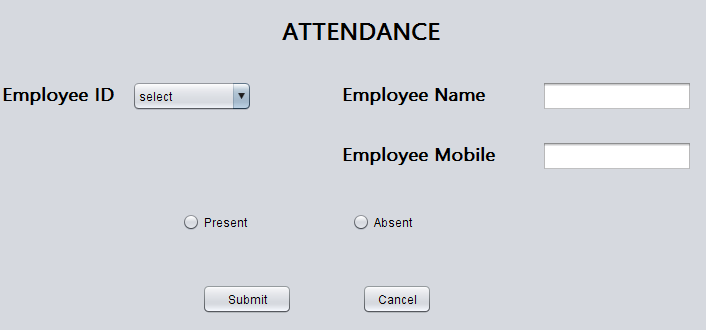 ATTENDANCE
Employee ID select Employee Name
Employee Mobile
Present Absent
Submit Cancel